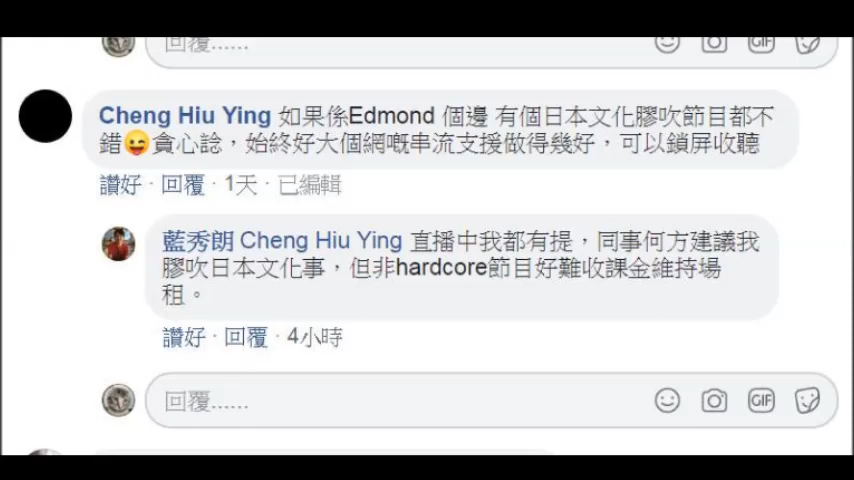 回覆......
GIF
Cheng Hiu Ying 如果係Edmond 個邊 有個日本文化膠吹節目都不
錯😜貪心諗，始終好大個網嘅串流支援做得幾好，可以鎖屏收聽
讚好 · 回覆 · 1天 · 已編輯
藍秀朗 Cheng Hiu Ying 直播中我都有提，同事何方建議我
膠吹日本文化事，但非hardcore節目好難收課金維持場
租。
讚好 · 回覆 · 4小時
回覆......
GIF